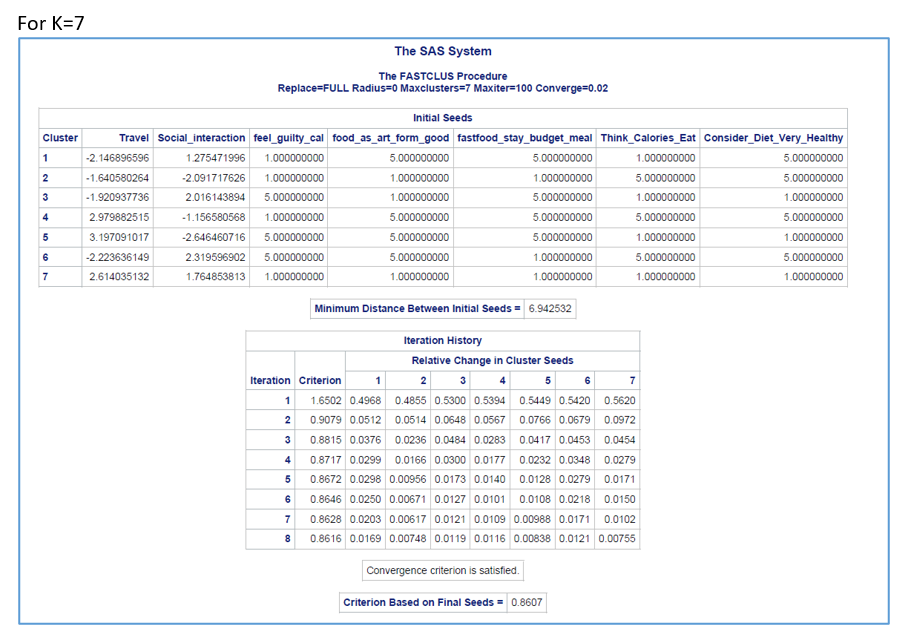 For K=7
The SAS System
The FASTCLUS Procedure
Replace=FULL Radius=0 Maxclusters=7 Maxiter=100 Converge=0.02
Initial Seeds
Cluster Travel Social_interaction feel_guilty_cal food_as_art_form_good fastfood_stay_budget_meal Think_Calories_Eat Consider_Diet_Very_Healthy
1 -2.146896596 1.275471996 1.000000000 5.000000000 5.000000000 1.000000000 5.000000000
2 -1.640580264 -2.091717626 1.000000000 1.000000000 1.000000000 5.000000000 5.000000000
3 -1.920937736 2.016143894 5.000000000 1.000000000 5.000000000 1.000000000 1.000000000
4 2.979882515 -1.156580568 1.000000000 5.000000000 5.000000000 5.000000000 5.000000000
5 3.197091017 -2.646460716 5.000000000 5.000000000 5.000000000 1.000000000 1.000000000
6 -2.223636149 2.319596902 5.000000000 5.000000000 1.000000000 5.000000000 5.000000000
7 2.614035132 1.764853813 1.000000000 1.000000000 1.000000000 1.000000000 1.000000000
Minimum Distance Between Initial Seeds = 6.942532
Iteration History
Relative Change in Cluster Seeds
Iteration Criterion 1 2 3 4 5 6 7
1 1.6502 0.4968 0.4855 0.5300 0.5394 0.5449 0.5420 0.5620
2 0.9079 0.0512 0.0514 0.0648 0.0567 0.0766 0.0679 0.0972
3 0.8815 0.0376 0.0236 0.0484 0.0283 0.0417 0.0453 0.0454
4 0.8717 0.0299 0.0166 0.0300 0.0177 0.0232 0.0348 0.0279
5 0.8672 0.0298 0.00956 0.0173 0.0140 0.0128 0.0279 0.0171
6 0.8646 0.0250 0.00671 0.0127 0.0101 0.0108 0.0218 0.0150
7 0.8628 0.0203 0.00617 0.0121 0.0109 0.00988 0.0171 0.0102
8 0.8616 0.0169 0.00748 0.0119 0.0116 0.00838 0.0121 0.00755
Convergence criterion is satisfied.
Criterion Based on Final Seeds = 0.8607